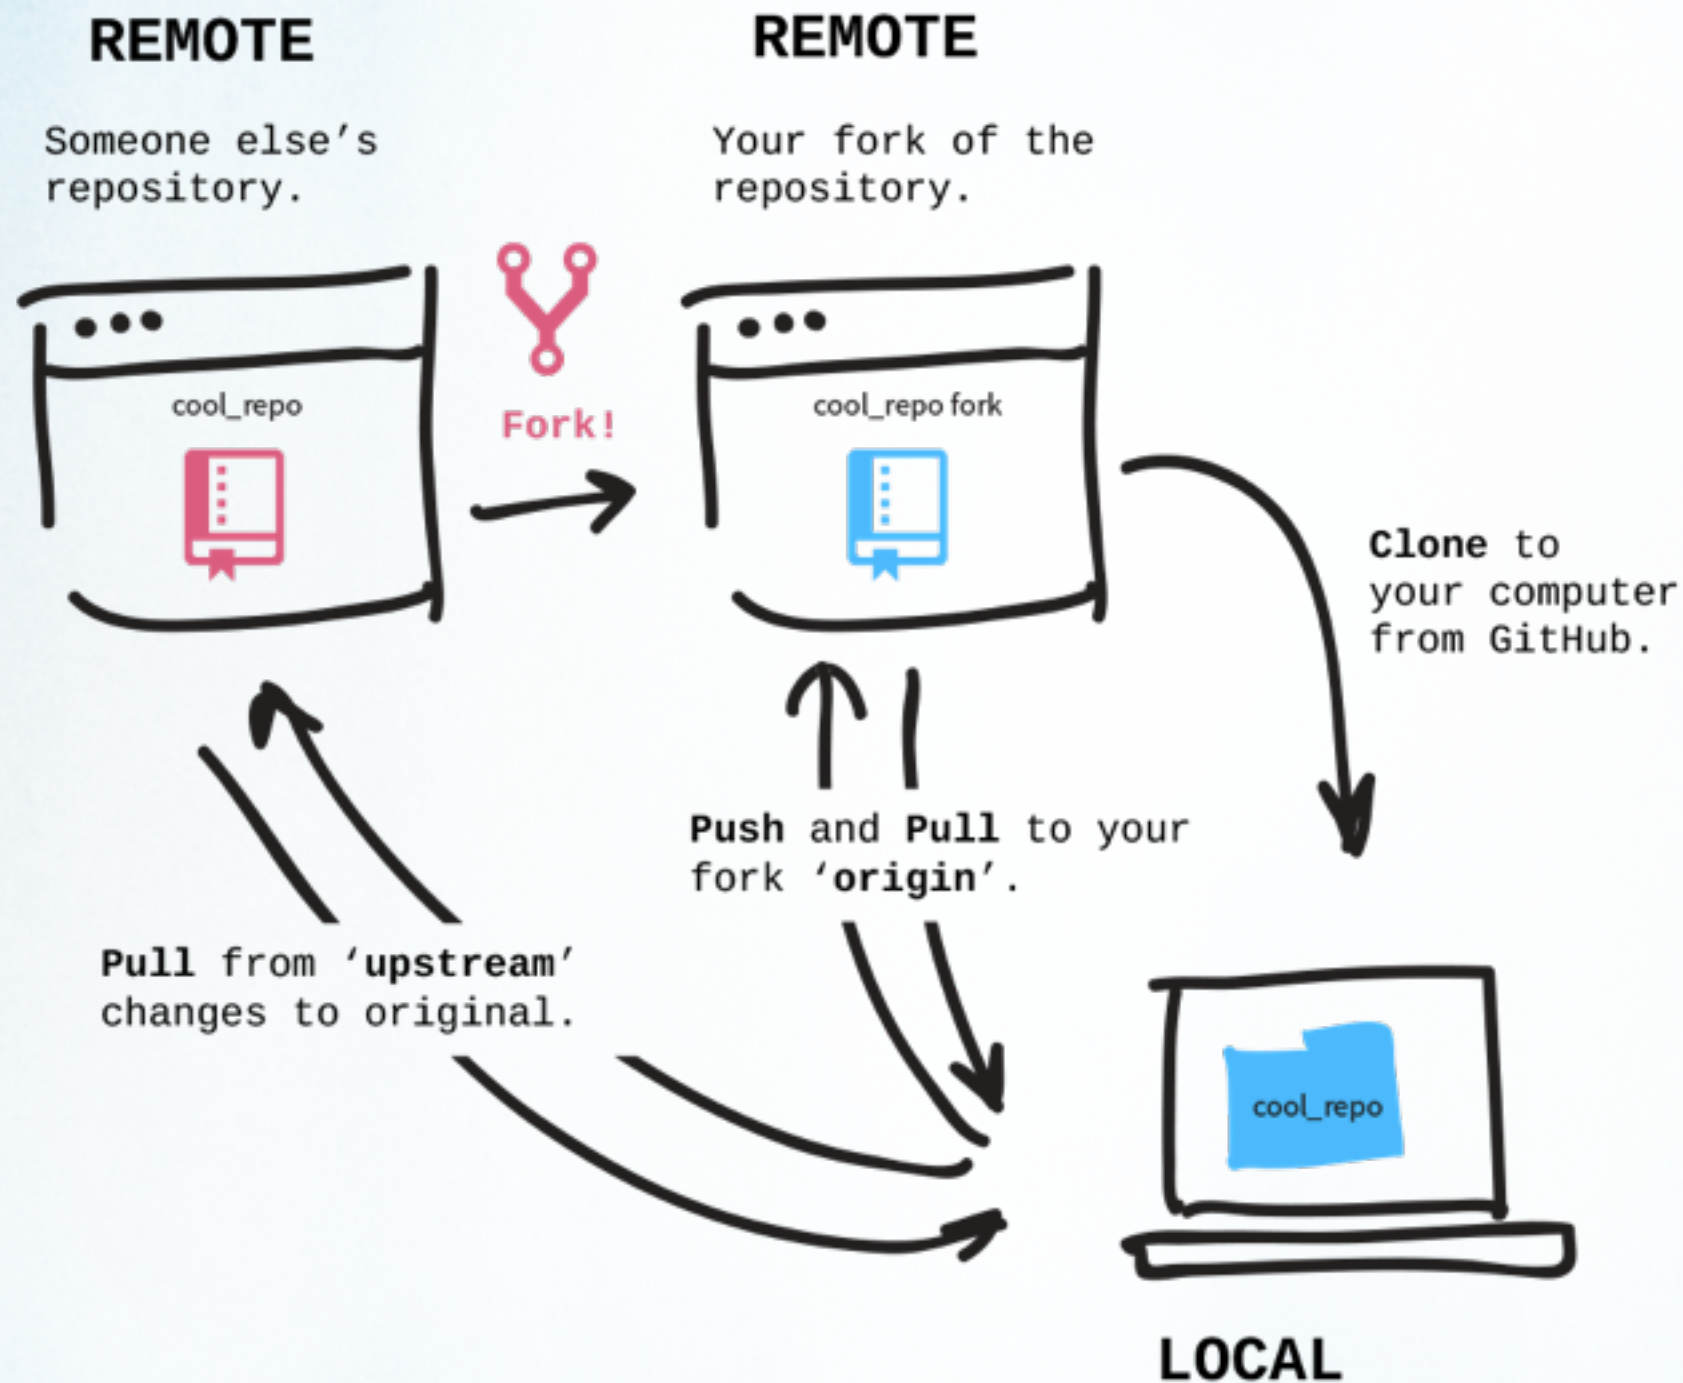 REMOTE
Someone else’s
repository.
REMOTE
Your fork of the
repository.
cool_repo
Fork!
cool_repo fork
Clone to
your computer
from GitHub.
Push and Pull to your
fork ‘origin’.
Pull from ‘upstream’
changes to original.
cool_repo
LOCAL